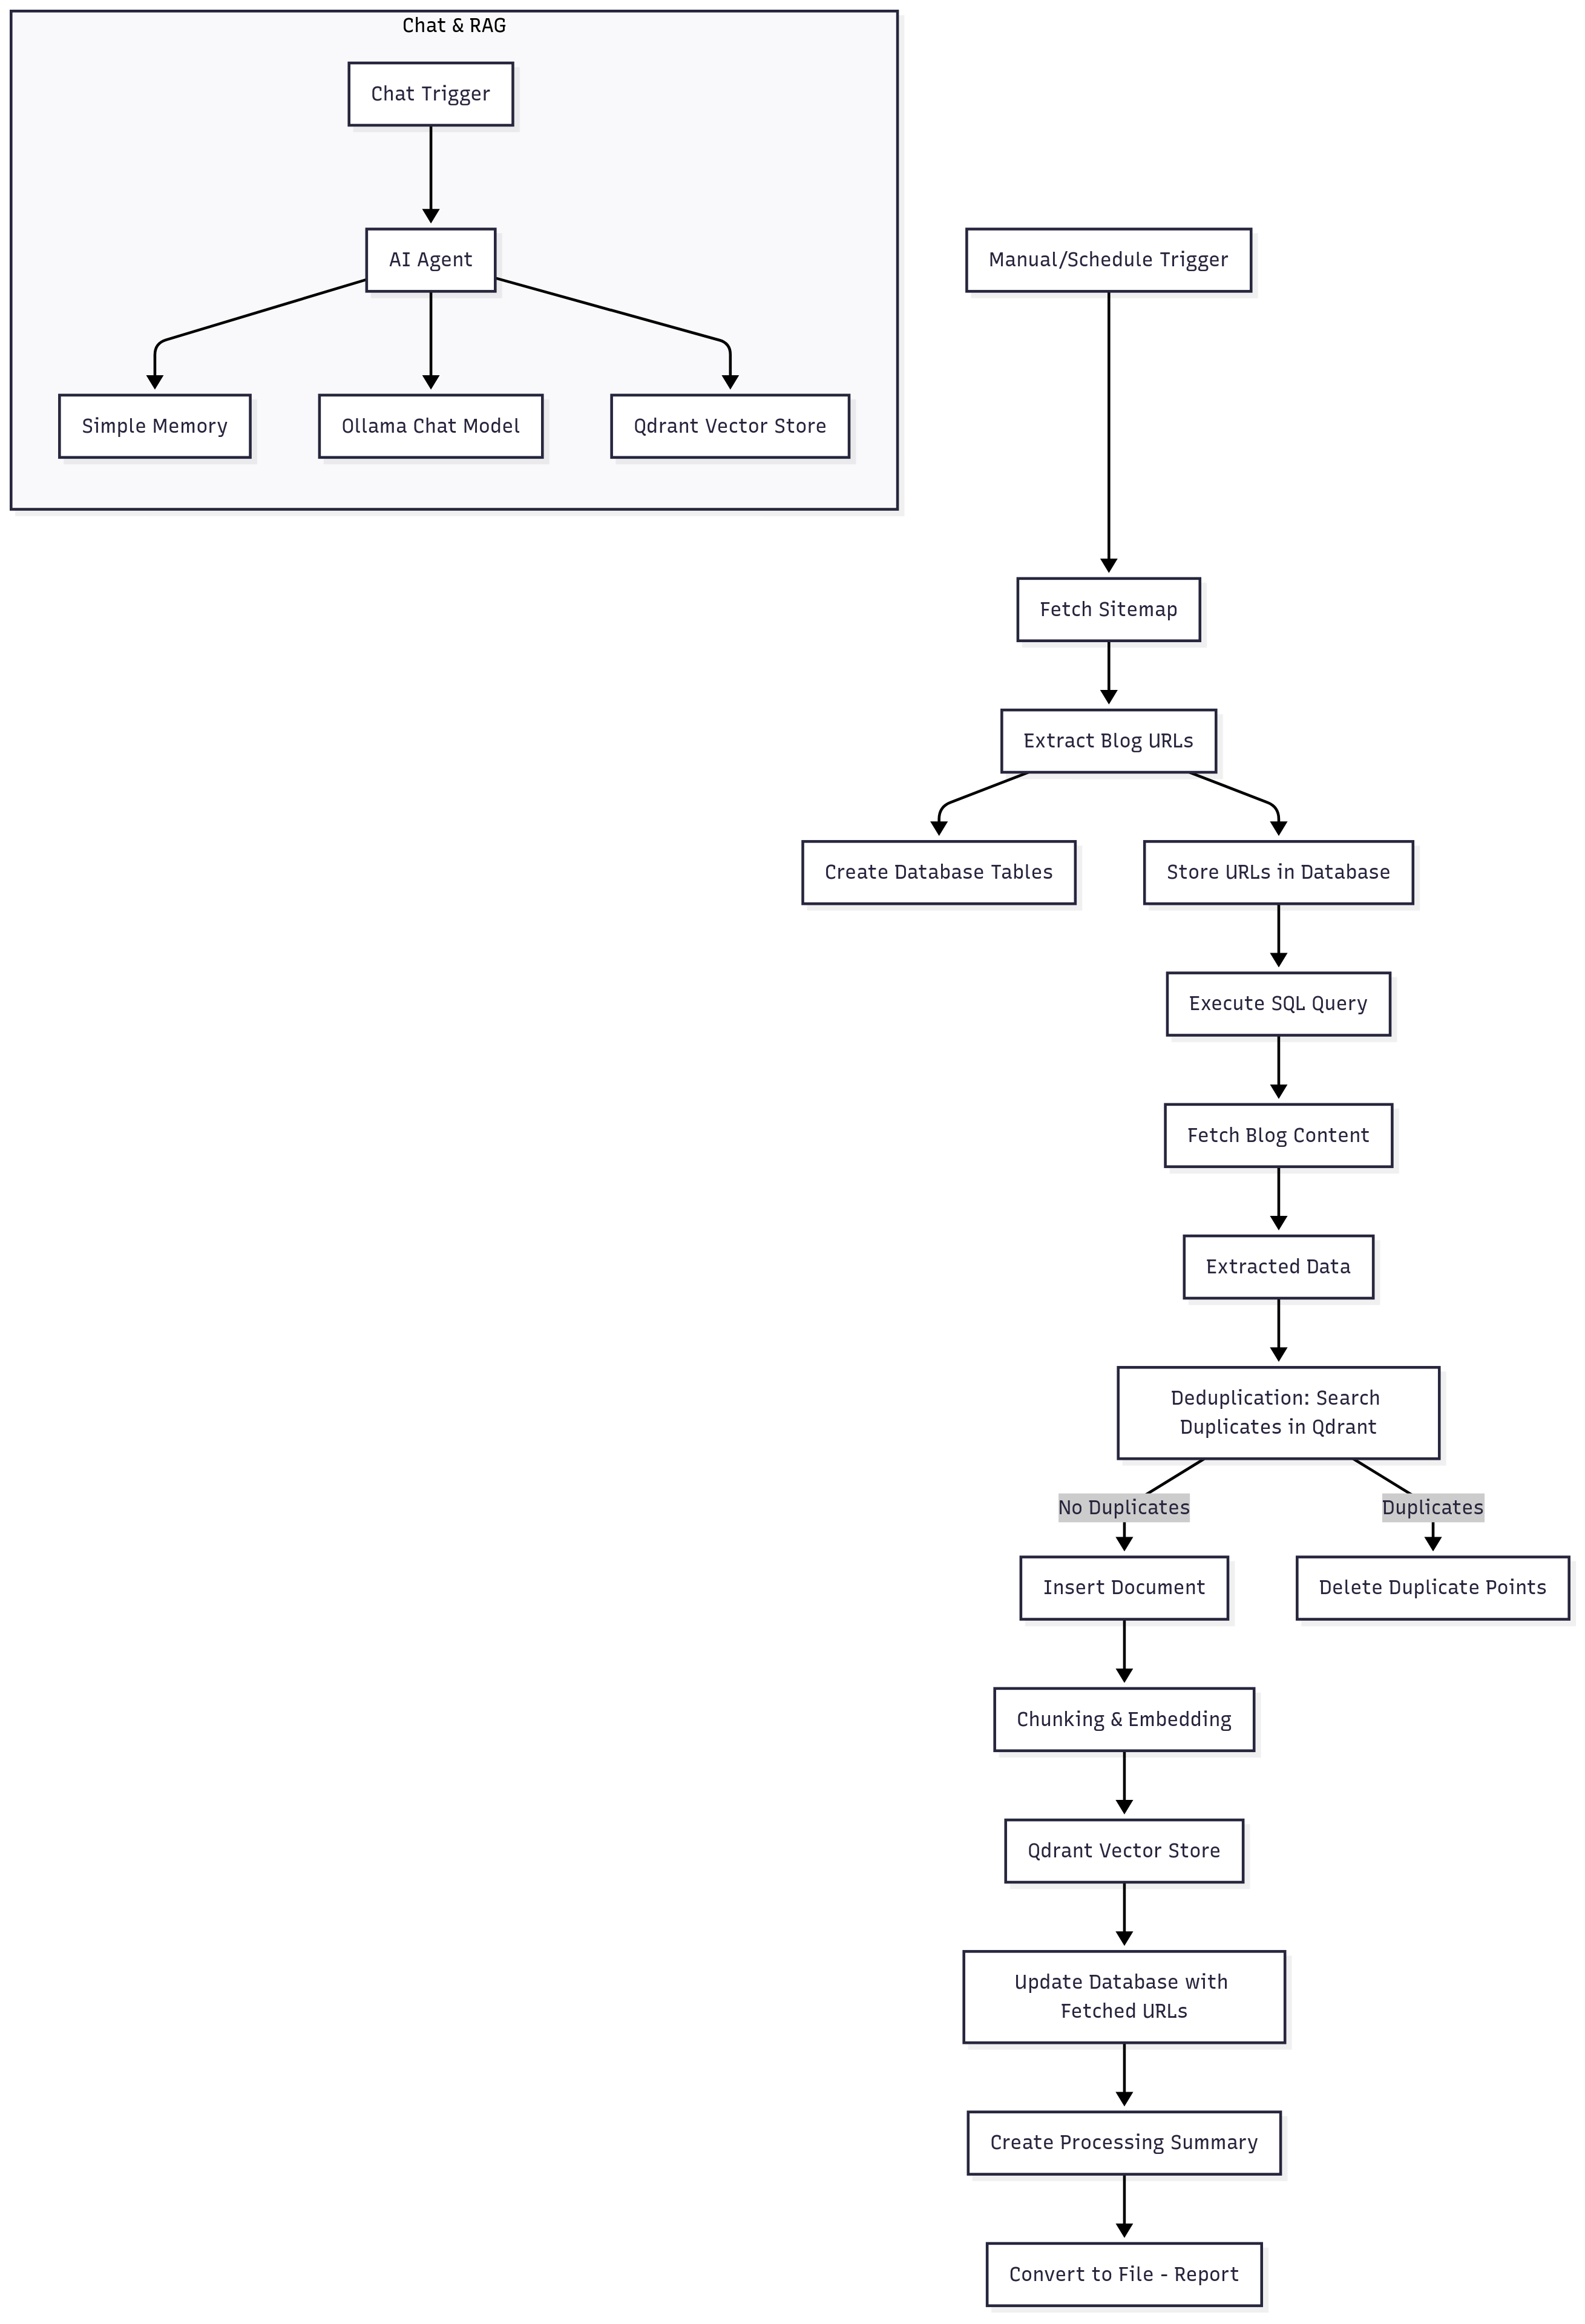 Chat & RAG
Chat Trigger
AI Agent
Manual/Schedule Trigger
Simple Memory
Ollama Chat Model
Qdrant Vector Store
Fetch Sitemap
Extract Blog URLs
Create Database Tables
Store URLs in Database
Execute SQL Query
Fetch Blog Content
Extracted Data
Deduplication: Search
Duplicates in Qdrant
No Duplicates
Duplicates
Insert Document
Delete Duplicate Points
Chunking & Embedding
Qdrant Vector Store
Update Database with
Fetched URLs
Create Processing Summary
Convert to File - Report